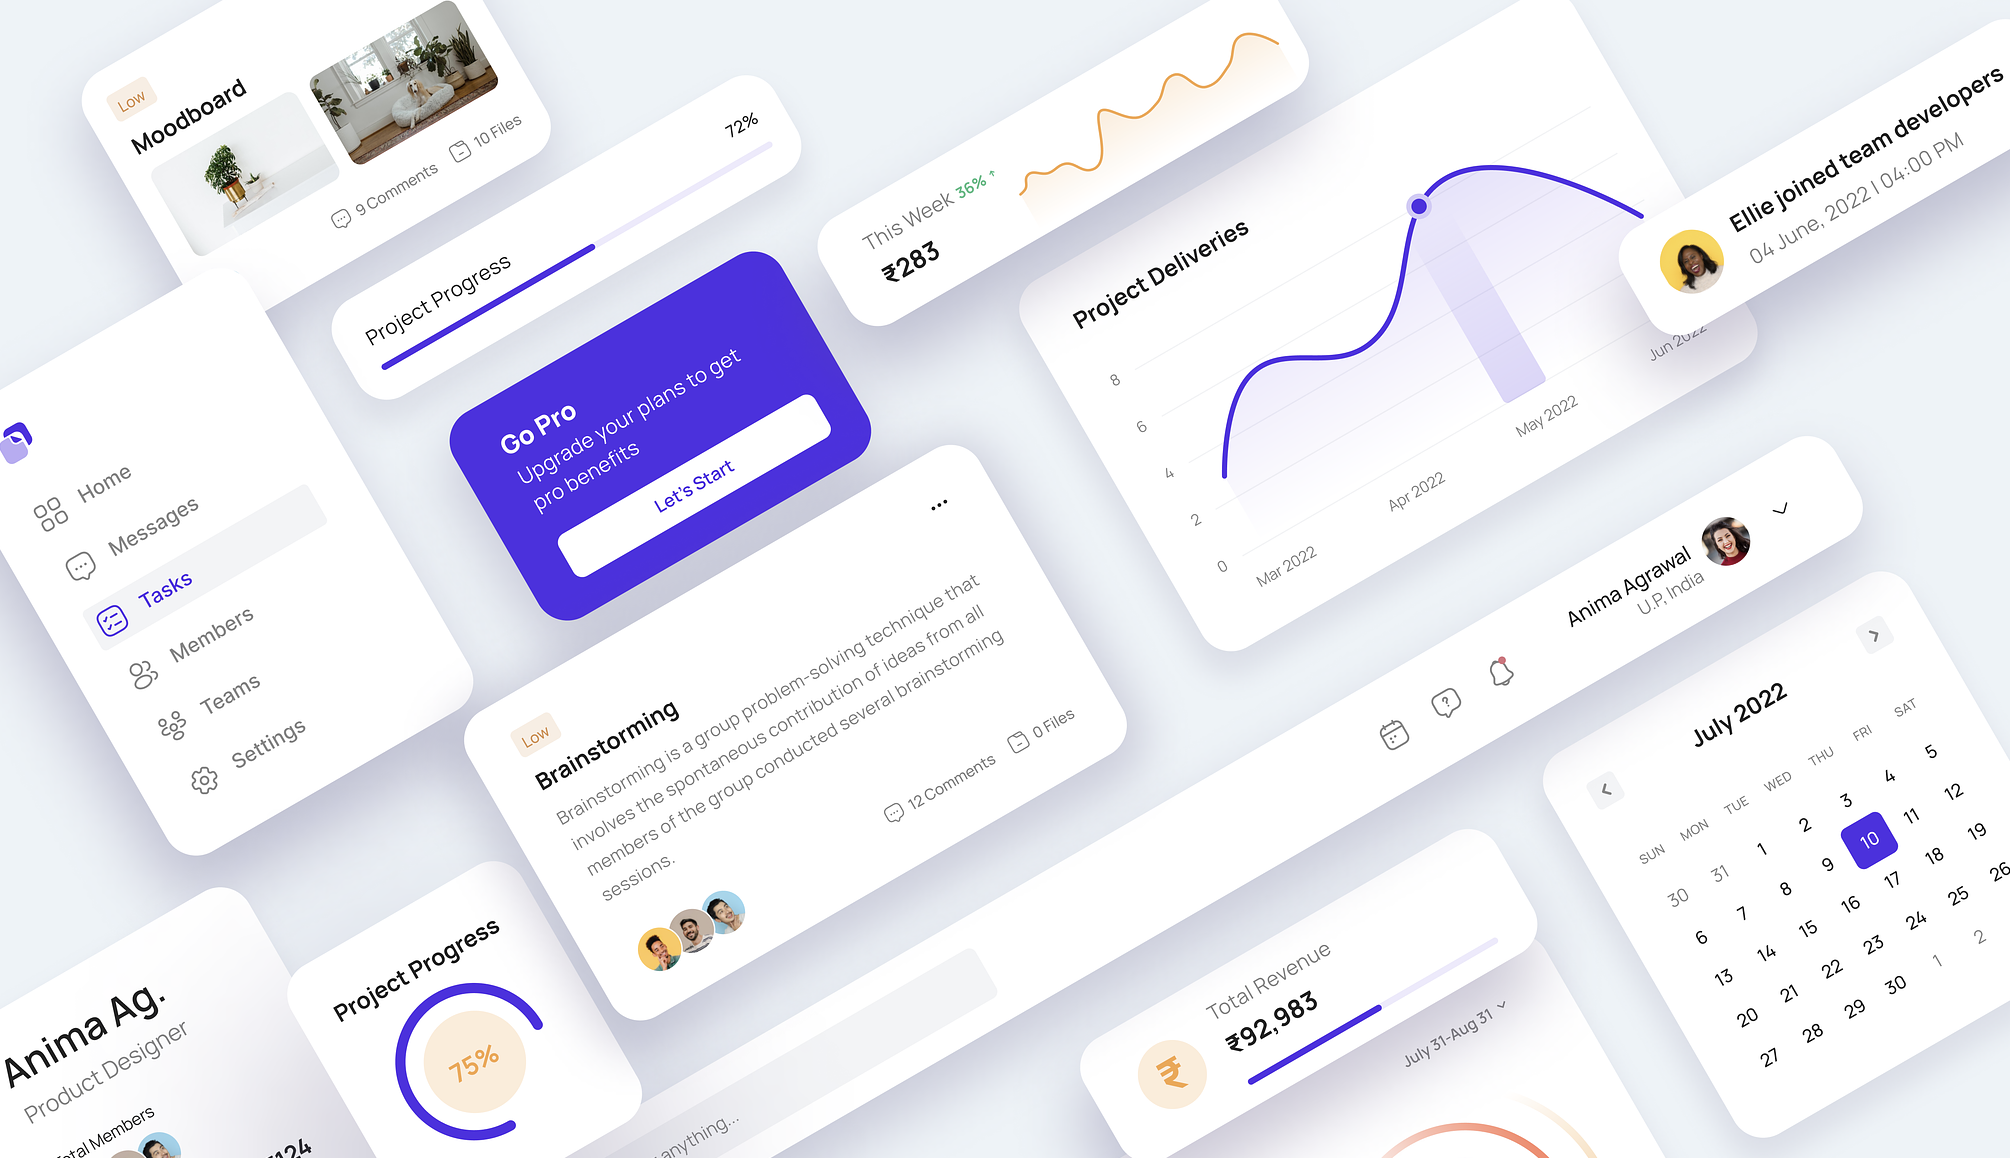 Low
Moodboard
9 Comments
10 Files
Project Progress
72%
This Week 36% ↑
₹283
Project Deliveries
8
6
4
2
0
Mar 2022
Apr 2022
May 2022
Jun 2022
Ellie joined team developers
04 June, 2022 | 04:00 PM
Home
Messages
Tasks
Members
Teams
Settings
Go Pro
Upgrade your plans to get
pro benefits
Let's Start
Low
Brainstorming
Brainstorming is a group problem-solving technique that
involves the spontaneous contribution of ideas from all
members of the group conducted several brainstorming
sessions.
12 Comments
0 Files
Anima Agrawal
U.P, India
anything...
July 2022
SUN MON TUE WED THU FRI SAT
30 31 1 2 3 4 5
6 7 8 9 10 11 12
13 14 15 16 17 18 19
20 21 22 23 24 25 26
27 28 29 30 1 2
Anima Ag.
Product Designer
Total Members
124
Project Progress
75%
₹
Total Revenue
₹92,983
July 31-Aug 31